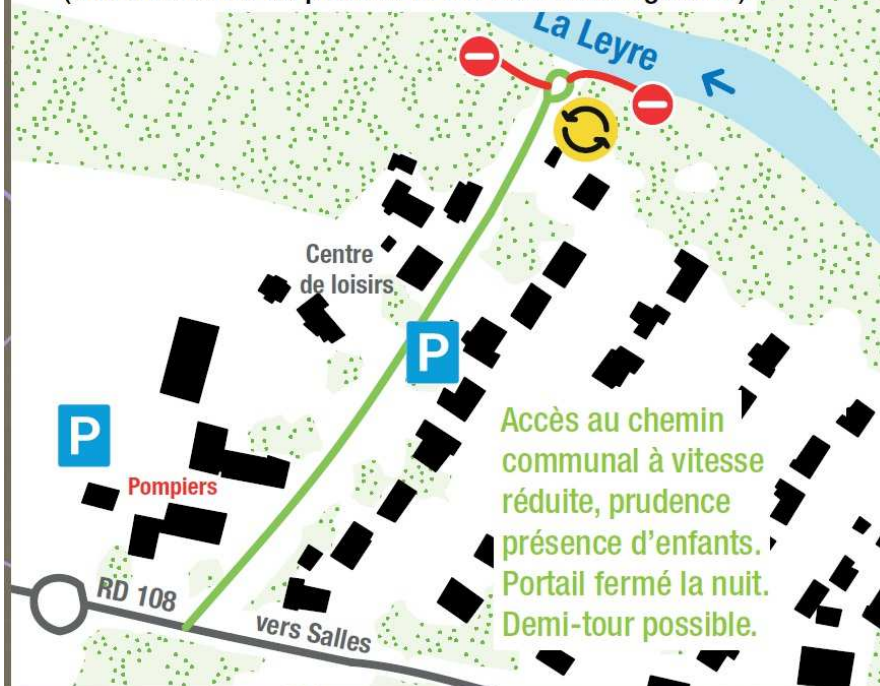 La Leyre
Centre
de loisirs
P
P
Pompiers
Accès au chemin
communal à vitesse
réduite, prudence
présence d'enfants.
Portail fermé la nuit.
Demi-tour possible.
RD 108
vers Salles